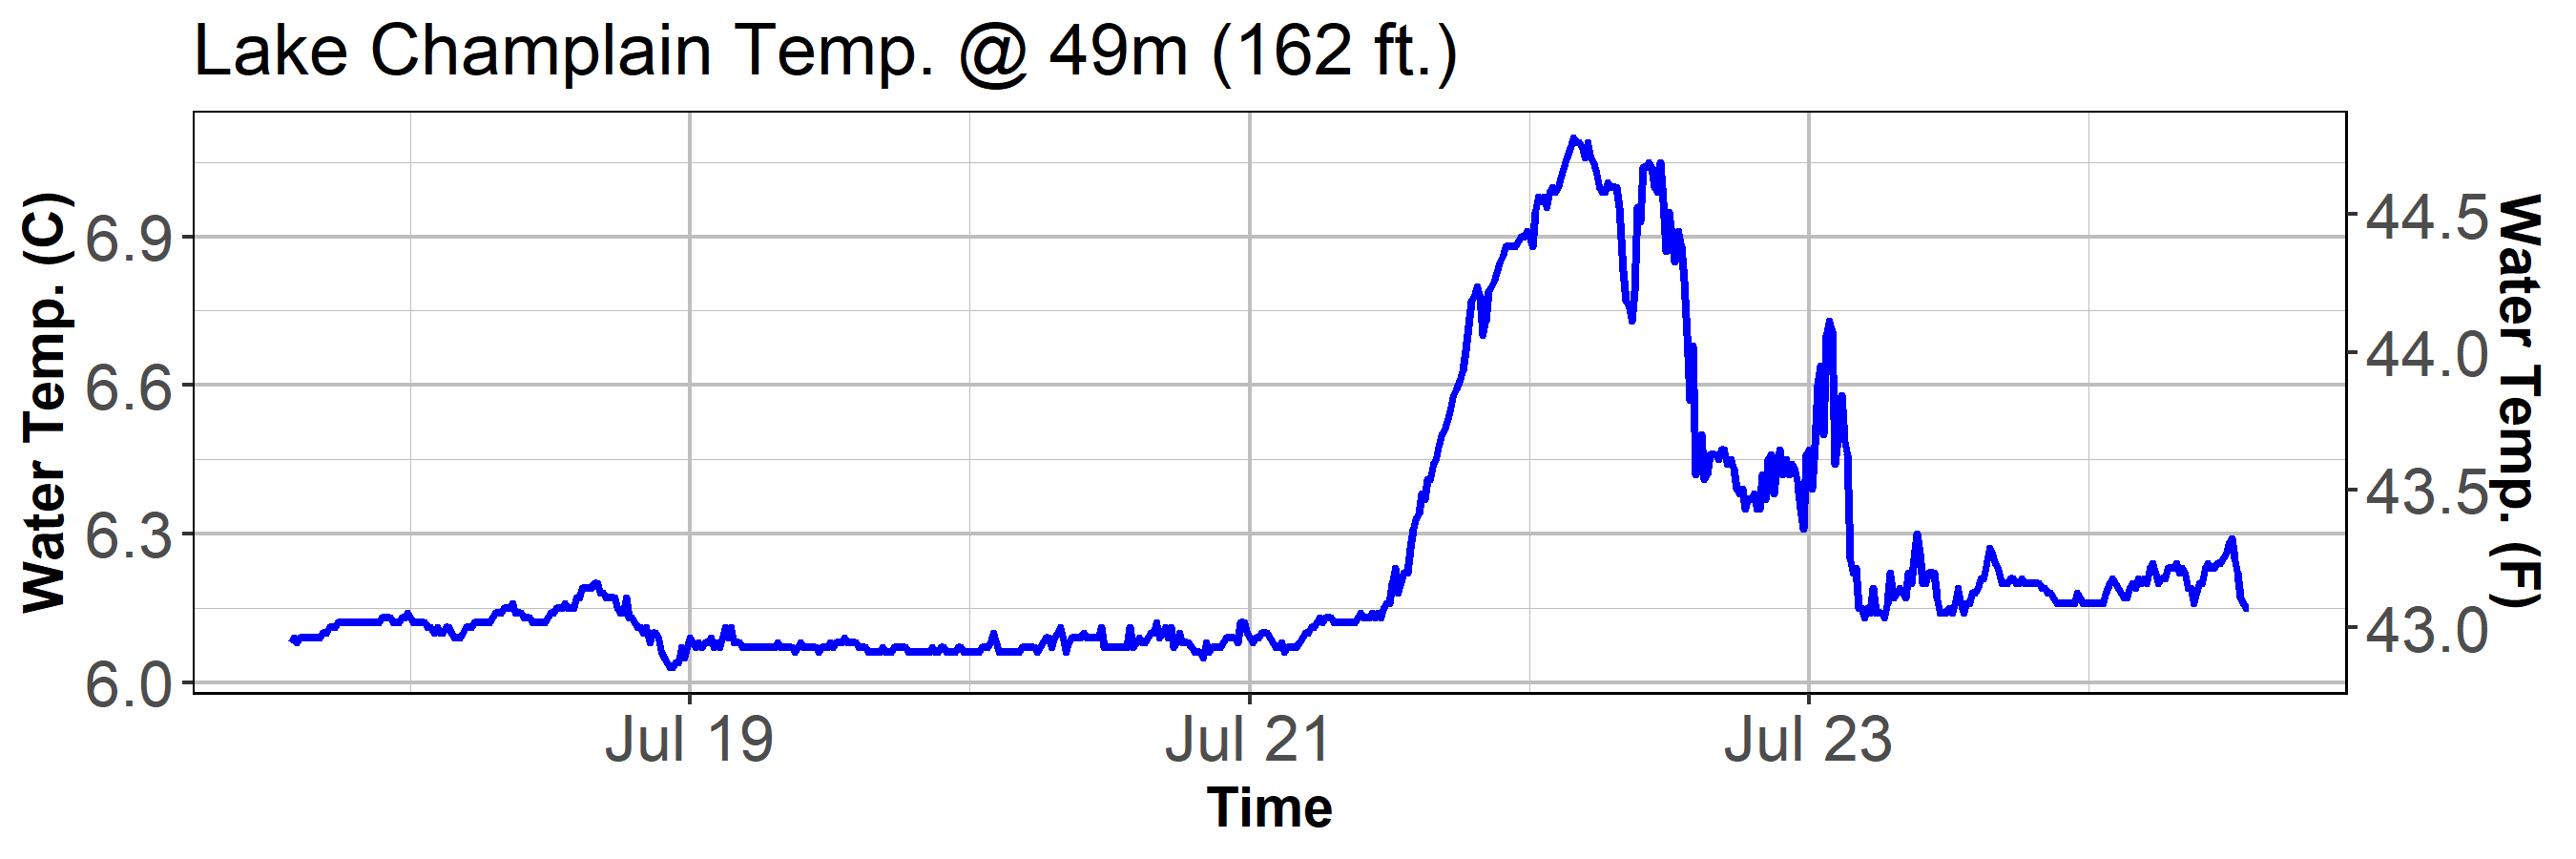 Lake Champlain Temp. @ 49m (162 ft.)
Water Temp. (C)
6.9
6.6
6.3
6.0
44.5
44.0
43.5
43.0
Water Temp. (F)
Jul 19
Jul 21
Jul 23
Time